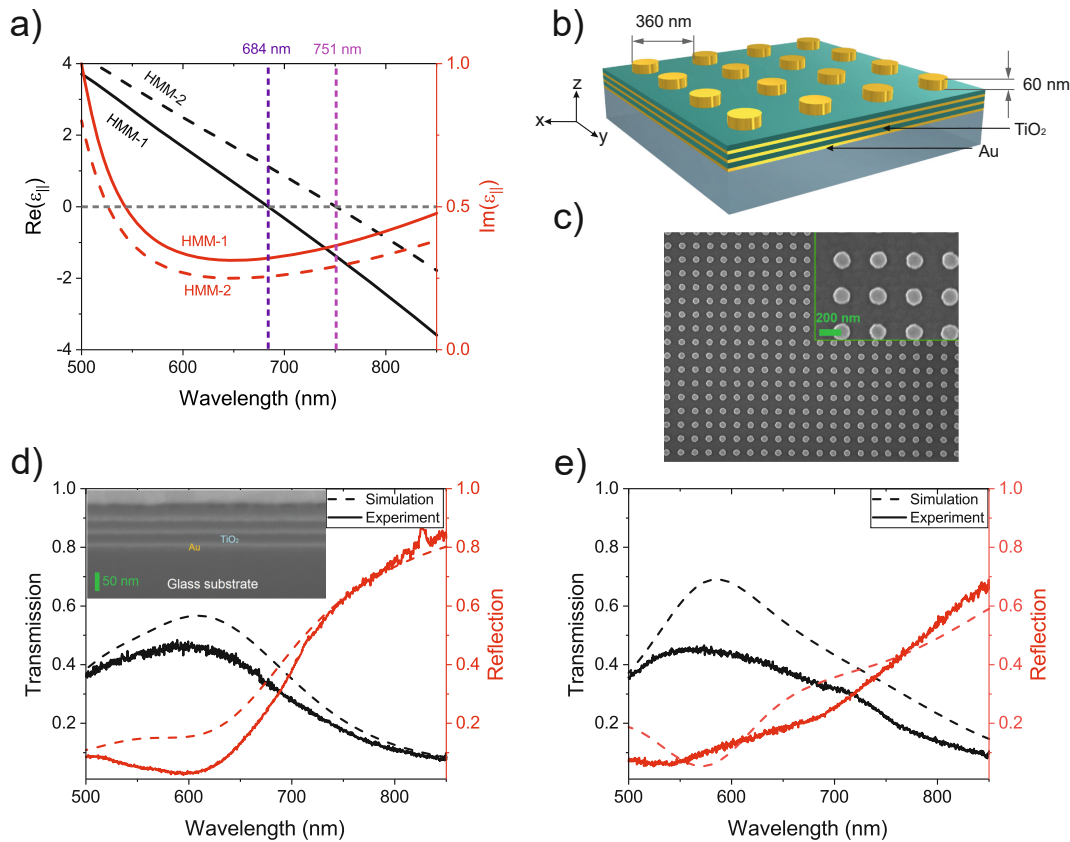 a)
684 nm
751 nm
4
2
0
-2
-4
Re(ε||)
1.0
0.5
0.0
Im(ε||)
HMM-2
HMM-1
HMM-1
HMM-2
500
600
700
800
Wavelength (nm)
b)
360 nm
60 nm
z
x
y
TiO₂
Au
c)
200 nm
d)
1.0
0.8
0.6
0.4
0.2
Transmission
Simulation
Experiment
TiO₂
Au
50 nm
Glass substrate
1.0
0.8
0.6
0.4
0.2
Reflection
500
600
700
800
Wavelength (nm)
e)
1.0
0.8
0.6
0.4
0.2
Transmission
Simulation
Experiment
1.0
0.8
0.6
0.4
0.2
Reflection
500
600
700
800
Wavelength (nm)